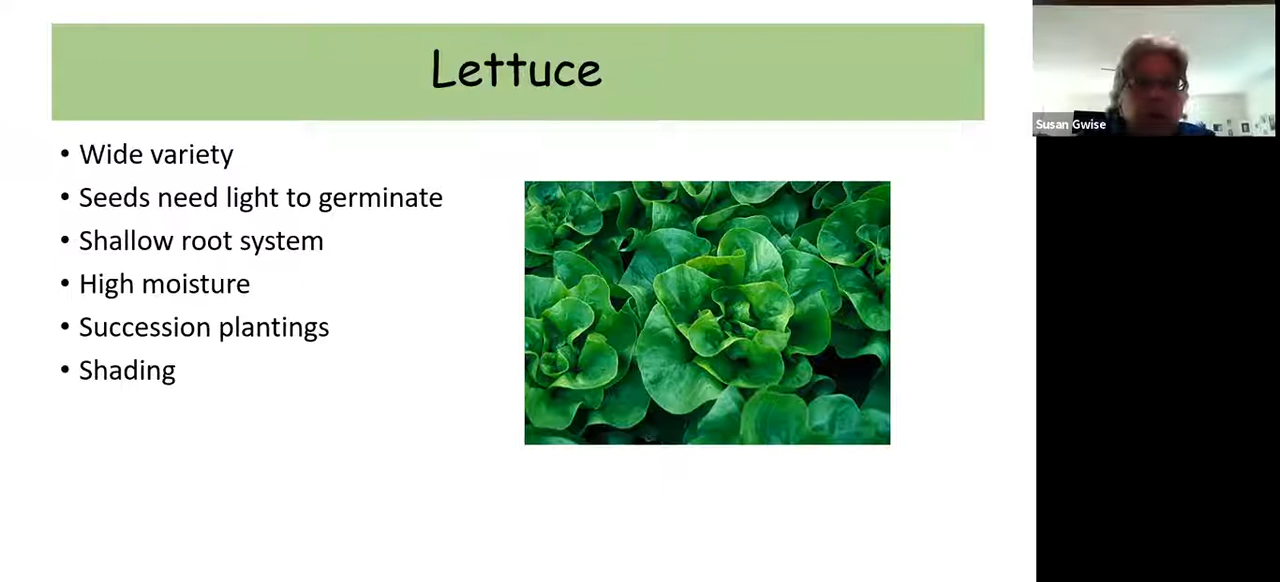 Lettuce
• Wide variety
• Seeds need light to germinate
• Shallow root system
• High moisture
• Succession plantings
• Shading
Susan Gwise